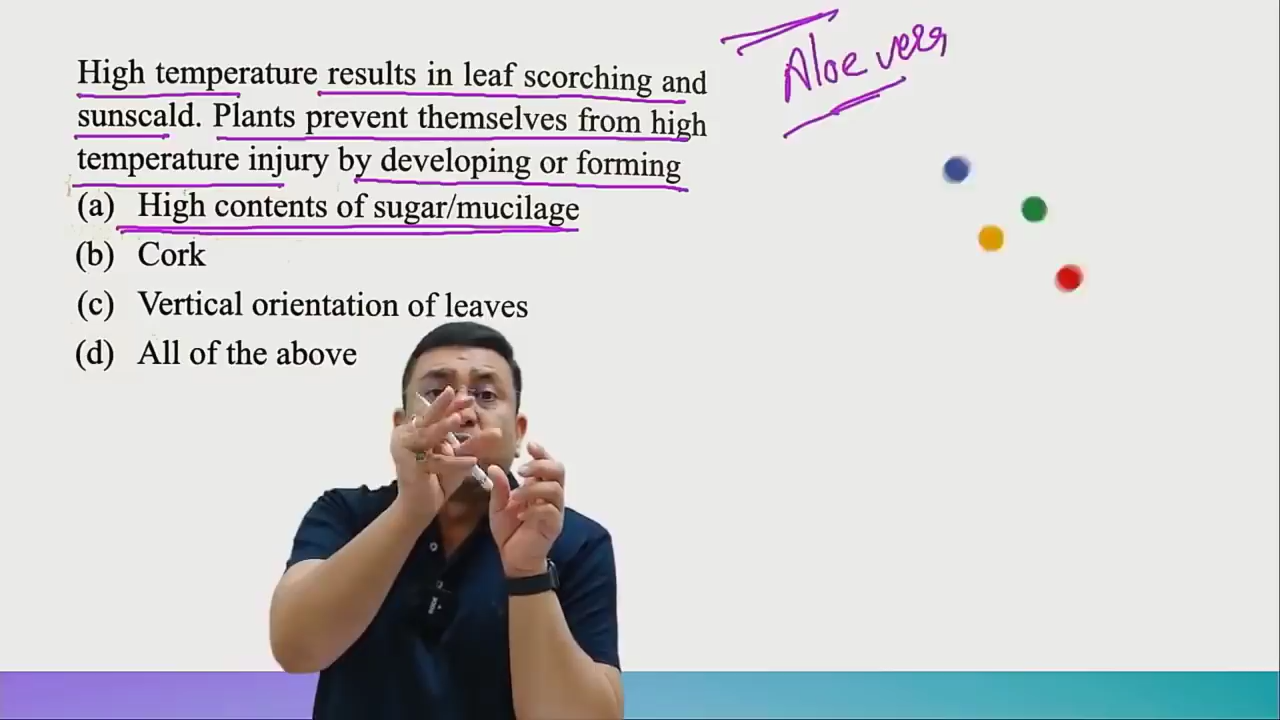 Aloe vera
High temperature results in leaf scorching and
sunscald. Plants prevent themselves from high
temperature injury by developing or forming
(a) High contents of sugar/mucilage
(b) Cork
(c) Vertical orientation of leaves
(d) All of the above